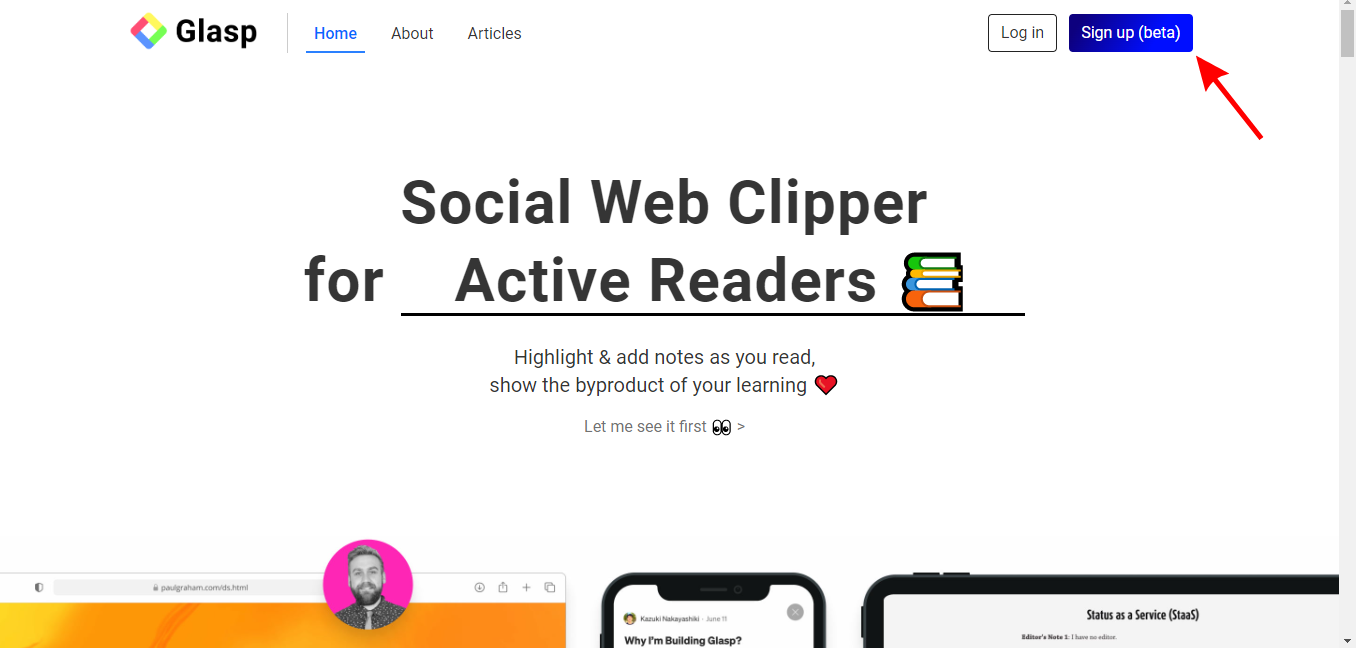 Glasp
Home About Articles
Log in Sign up (beta)
Social Web Clipper
for Active Readers
Highlight & add notes as you read,
show the byproduct of your learning
Let me see it first >
paulgraham.com/ds.html
Kazuki Nakayashiki · June 11
Why I'm Building Glasp?
Status as a Service (StaaS)
Editor's Note 1: I have no editor.